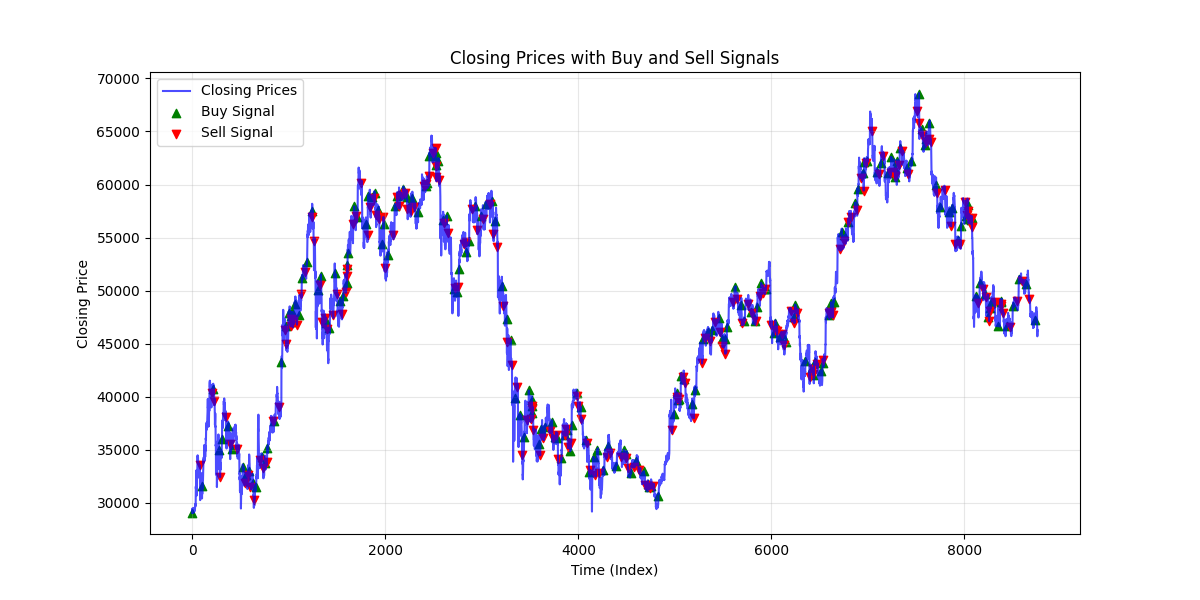 Closing Prices with Buy and Sell Signals
70000
65000
60000
55000
50000
45000
40000
35000
30000
Closing Price
Closing Prices
Buy Signal
Sell Signal
0 2000 4000 6000 8000
Time (Index)